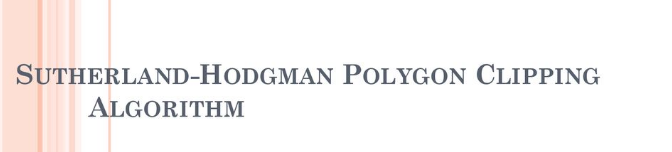 SUTHERLAND-HODGMAN POLYGON CLIPPING
ALGORITHM